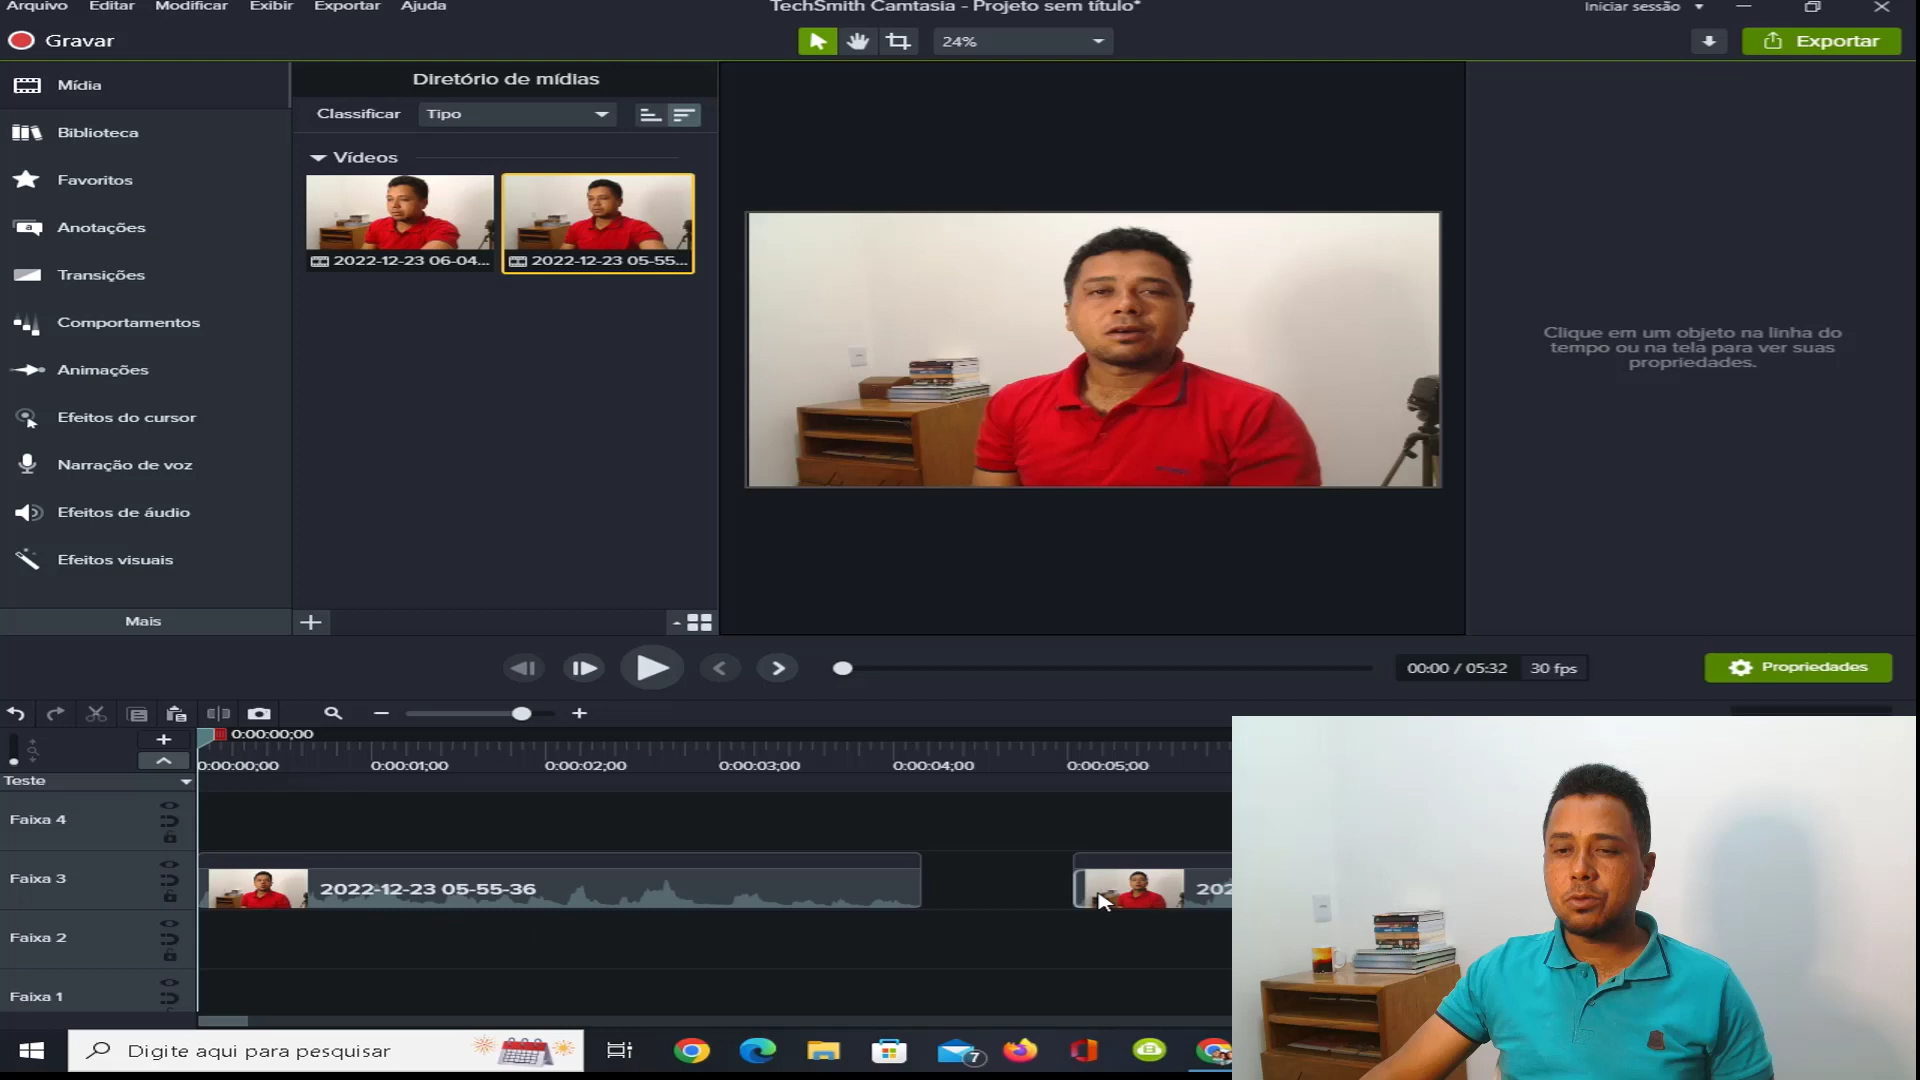 Arquivo Editar Modificar Exibir Exportar Ajuda
TechSmith Camtasia - Projeto sem título*
Iniciar sessão
Gravar
24%
Exportar
Mídia
Biblioteca
Favoritos
Anotações
Transições
Comportamentos
Animações
Efeitos do cursor
Narração de voz
Efeitos de áudio
Efeitos visuais
Mais
Diretório de mídias
Classificar Tipo
Vídeos
2022-12-23 06-04... 2022-12-23 05-55...
Clique em um objeto na linha do
tempo ou na tela para ver suas
propriedades.
00:00 / 05:32 30 fps
Propriedades
0:00:00;00
0:00:00;00 0:00:01;00 0:00:02;00 0:00:03;00 0:00:04;00 0:00:05;00
Teste
Faixa 4
Faixa 3
2022-12-23 05-55-36
202
Faixa 2
Faixa 1
Digite aqui para pesquisar
7